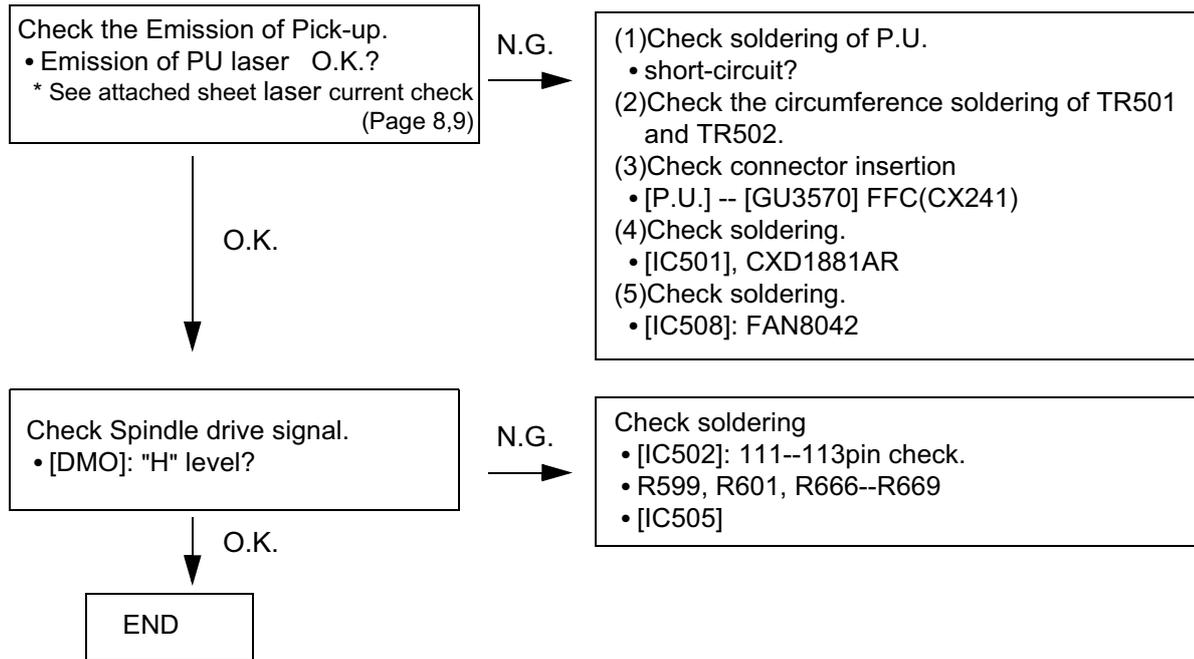 Check the Emission of Pick-up.
• Emission of PU laser O.K.?
* See attached sheet laser current check
(Page 8,9)
N.G.
(1)Check soldering of P.U.
• short-circuit?
(2)Check the circumference soldering of TR501
and TR502.
(3)Check connector insertion
• [P.U.] -- [GU3570] FFC(CX241)
(4)Check soldering.
• [IC501], CXD1881AR
(5)Check soldering.
• [IC508]: FAN8042
O.K.
Check Spindle drive signal.
• [DMO]: "H" level?
N.G.
Check soldering
• [IC502]: 111--113pin check.
• R599, R601, R666--R669
• [IC505]
O.K.
END